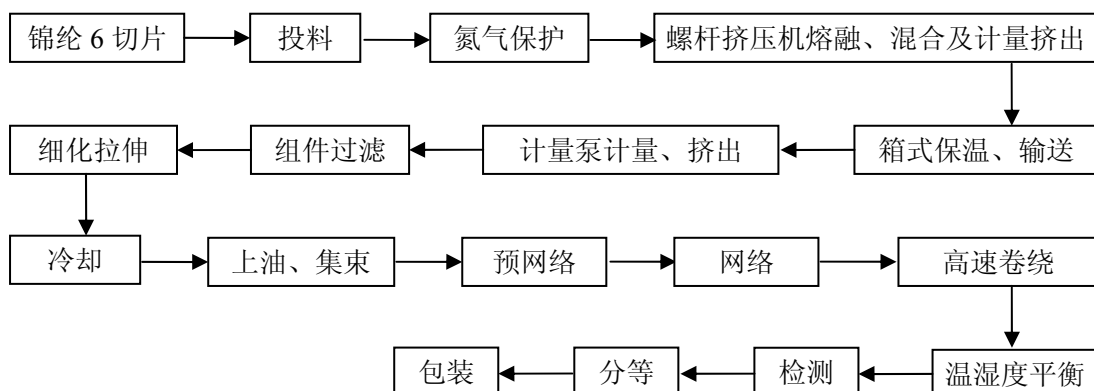 锦纶 6 切片
投料
氮气保护
螺杆挤压机熔融、混合及计量挤出
箱式保温、输送
计量泵计量、挤出
组件过滤
细化拉伸
冷却
上油、集束
预网络
网络
高速卷绕
温湿度平衡
检测
分等
包装